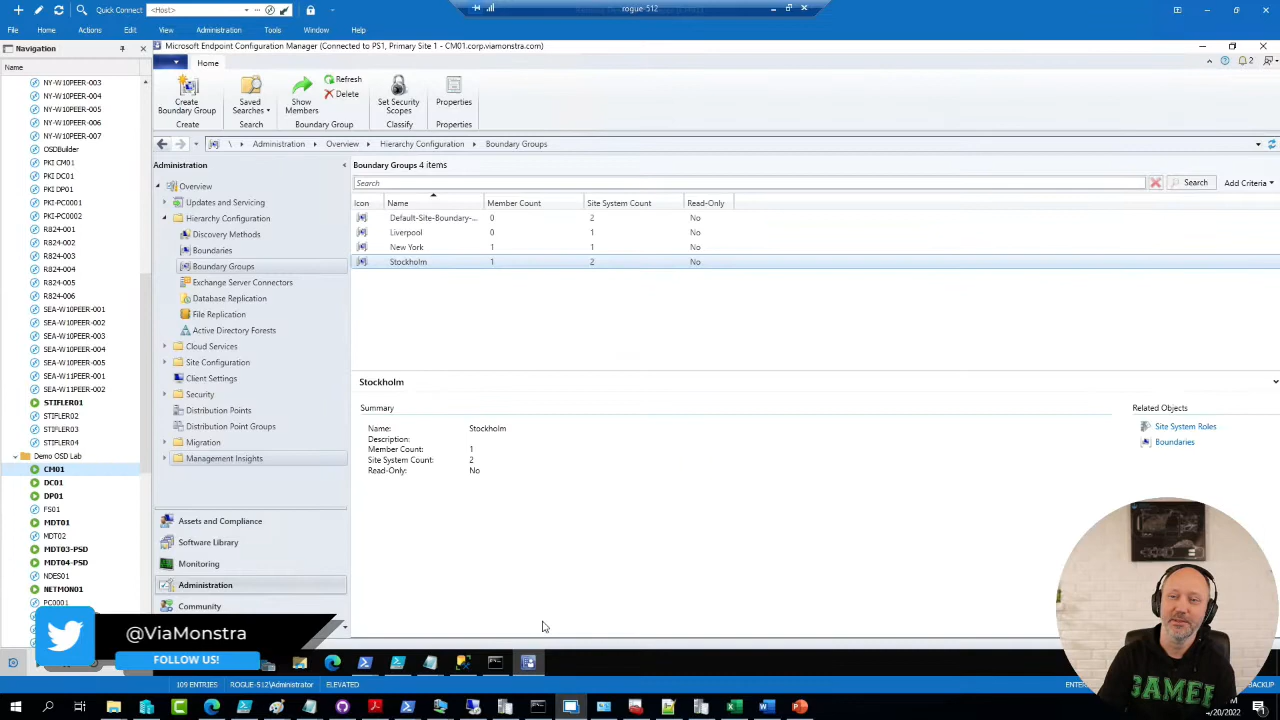 Quick Connect
<Host>
rogue-512
File Home Actions Edit View Administration Tools Window Help
Navigation
Microsoft Endpoint Configuration Manager (Connected to PS1, Primary Site 1 - CM01.corp.viamonstra.com)
Name
NY-W10PEER-003
NY-W10PEER-004
NY-W10PEER-005
NY-W10PEER-006
NY-W10PEER-007
OSDBuilder
PKI CM01
PKI DC01
PKI DP01
PKI-PC0001
PKI-PC0002
R824-001
R824-002
R824-003
R824-004
R824-005
R824-006
SEA-W10PEER-001
SEA-W10PEER-002
SEA-W10PEER-003
SEA-W10PEER-004
SEA-W10PEER-005
SEA-W11PEER-001
SEA-W11PEER-002
STIFLER01
STIFLER02
STIFLER03
STIFLER04
Demo OSD Lab
CM01
DC01
DP01
FS01
MDT01
MDT02
MDT03-PSD
MDT04-PSD
NDES01
NETMON01
PC0001
Home
Create Boundary Group
Create
Saved Searches
Search
Show Members
Refresh
Delete
Boundary Group
Set Security Scopes
Classify
Properties
Properties
2
\ Administration Overview Hierarchy Configuration Boundary Groups
Administration
Overview
Updates and Servicing
Hierarchy Configuration
Discovery Methods
Boundaries
Boundary Groups
Exchange Server Connectors
Database Replication
File Replication
Active Directory Forests
Cloud Services
Site Configuration
Client Settings
Security
Distribution Points
Distribution Point Groups
Migration
Management Insights
Assets and Compliance
Software Library
Monitoring
Administration
Community
Boundary Groups 4 items
Search Search Add Criteria
Icon Name Member Count Site System Count Read-Only
Default-Site-Boundary-... 0 2 No
Liverpool 0 1 No
New York 1 1 No
Stockholm 1 2 No
Stockholm
Summary
Name: Stockholm
Description:
Member Count: 1
Site System Count: 2
Read-Only: No
Related Objects
Site System Roles
Boundaries
@ViaMonstra
FOLLOW US!
109 ENTRIES ROGUE-512\Administrator ELEVATED
BACKUP
4/20/2022